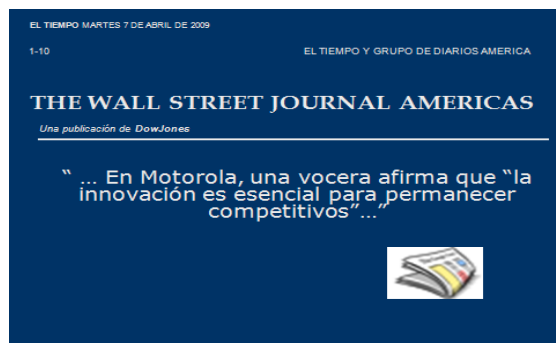 EL TIEMPO MARTES 7 DE ABRIL DE 2009
1-10 EL TIEMPO Y GRUPO DE DIARIOS AMERICA
THE WALL STREET JOURNAL AMERICAS
Una publicación de DowJones
“ … En Motorola, una vocera afirma que “la
innovación es esencial para permanecer
competitivos”…”